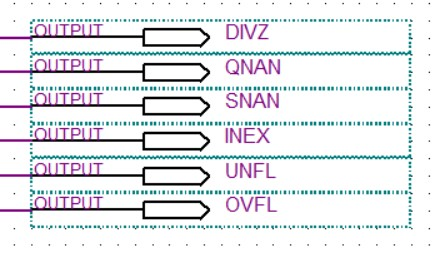 OUTPUT DIVZ
OUTPUT QNAN
OUTPUT SNAN
OUTPUT INEX
OUTPUT UNFL
OUTPUT OVFL